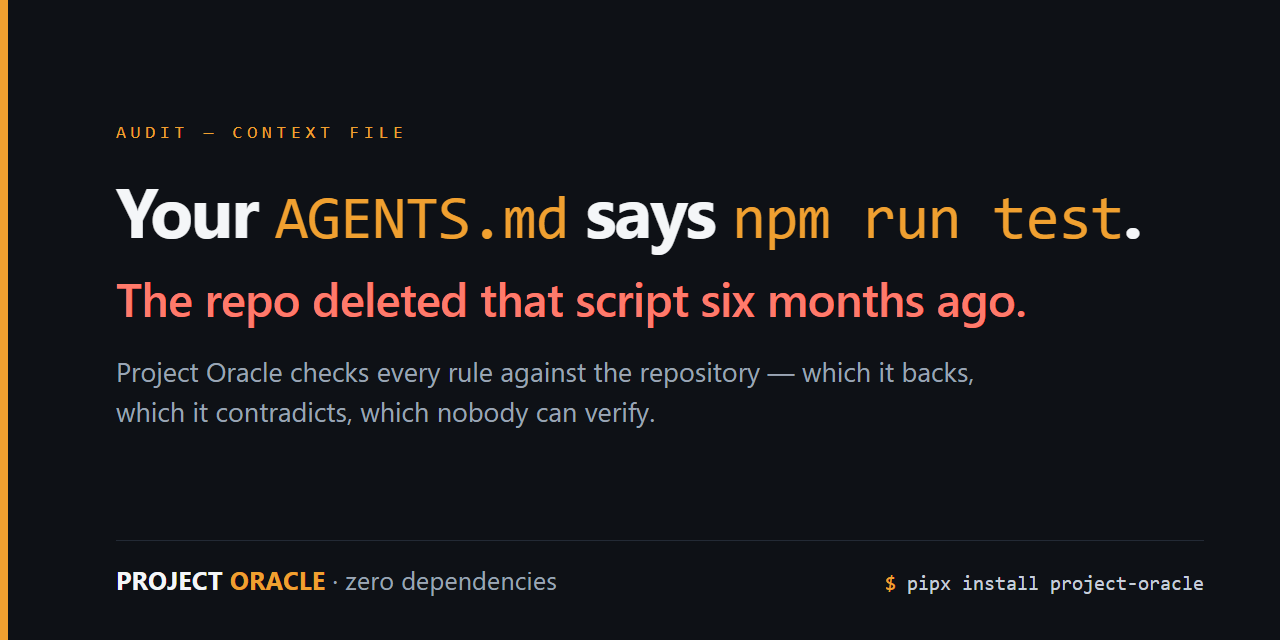 AUDIT — CONTEXT FILE
Your AGENTS.md says npm run test.
The repo deleted that script six months ago.
Project Oracle checks every rule against the repository — which it backs,
which it contradicts, which nobody can verify.
PROJECT ORACLE · zero dependencies
$ pipx install project-oracle